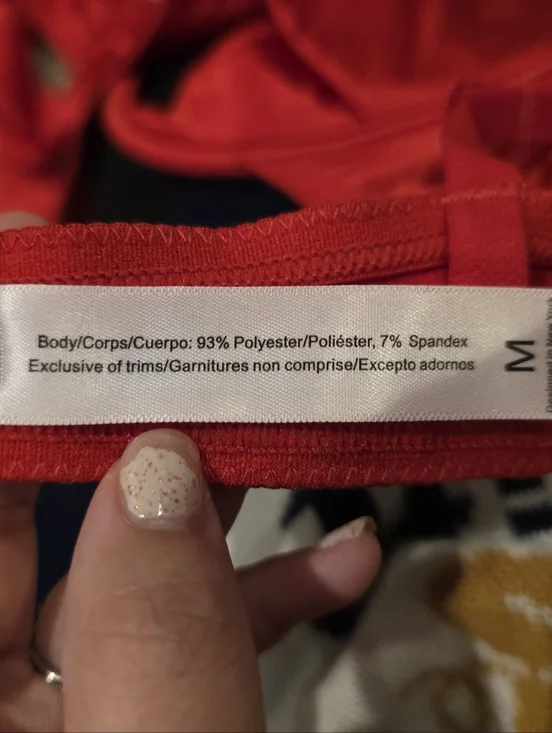 Body/Corps/Cuerpo: 93% Polyester/Poliéster, 7% Spandex
Exclusive of trims/Garnitures non comprise/Excepto adornos
M